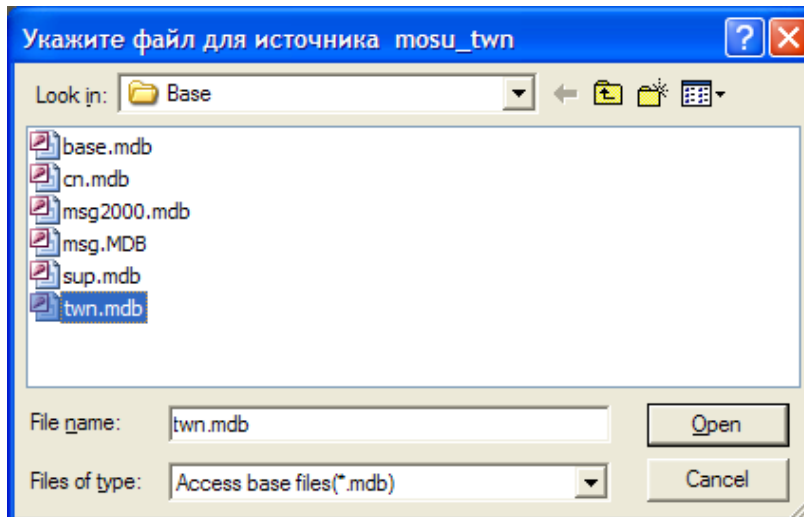 Укажите файл для источника mosu_twn
Look in: Base
base.mdb
cn.mdb
msg2000.mdb
msg.MDB
sup.mdb
twn.mdb
File name: twn.mdb Open
Files of type: Access base files(*.mdb) Cancel